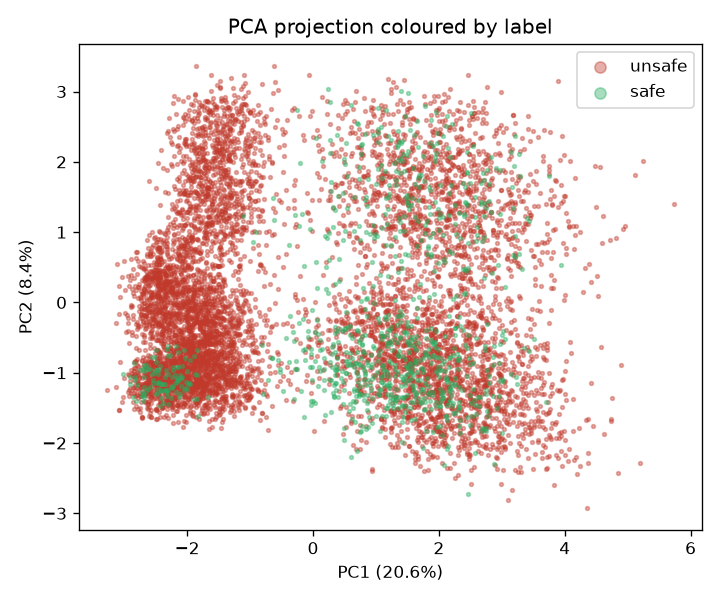 PCA projection coloured by label
unsafe
safe
PC2 (8.4%)
3
2
1
0
−1
−2
−3
−2
0
2
4
6
PC1 (20.6%)